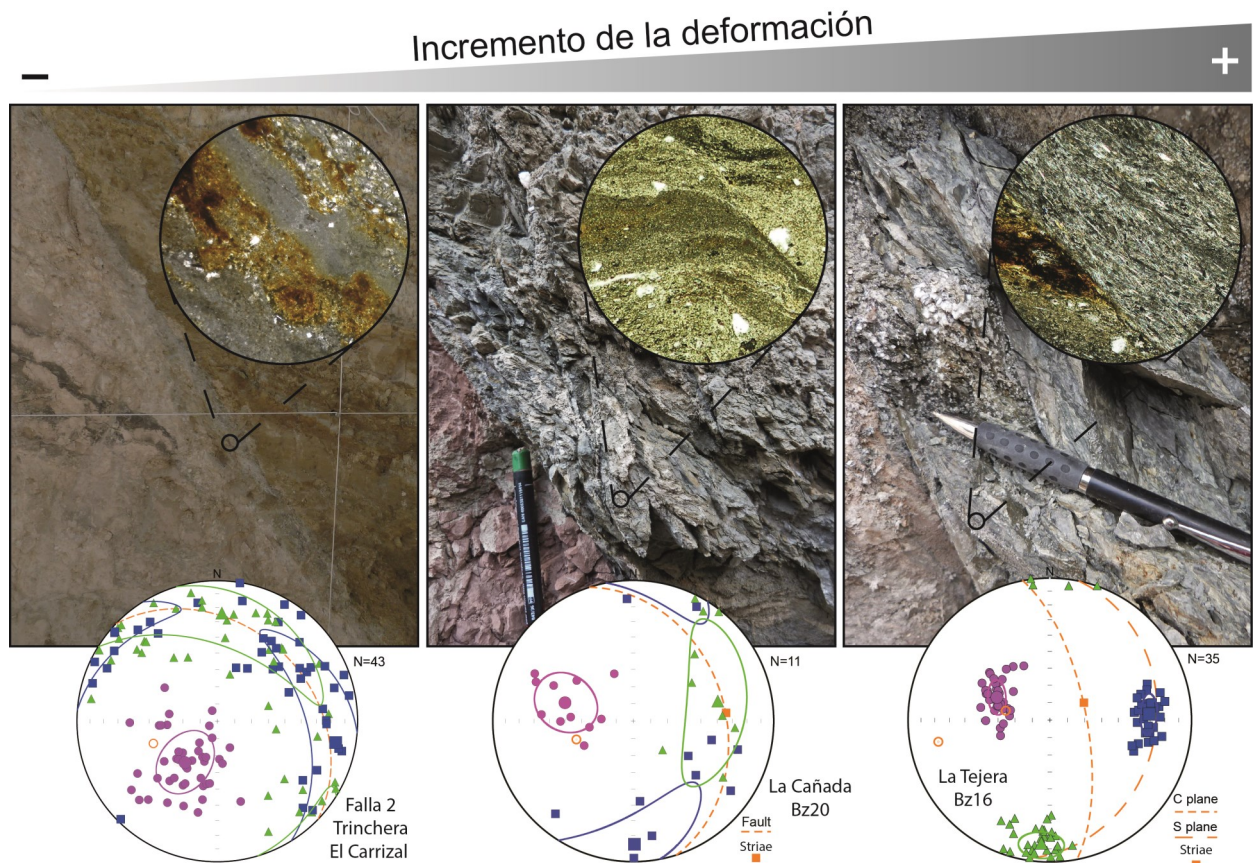 Incremento de la deformación
− +
N
N=43
Falla 2
Trinchera
El Carrizal
N=11
La Cañada
Bz20
Fault
Striae
N=35
La Tejera
Bz16
C plane
S plane
Striae